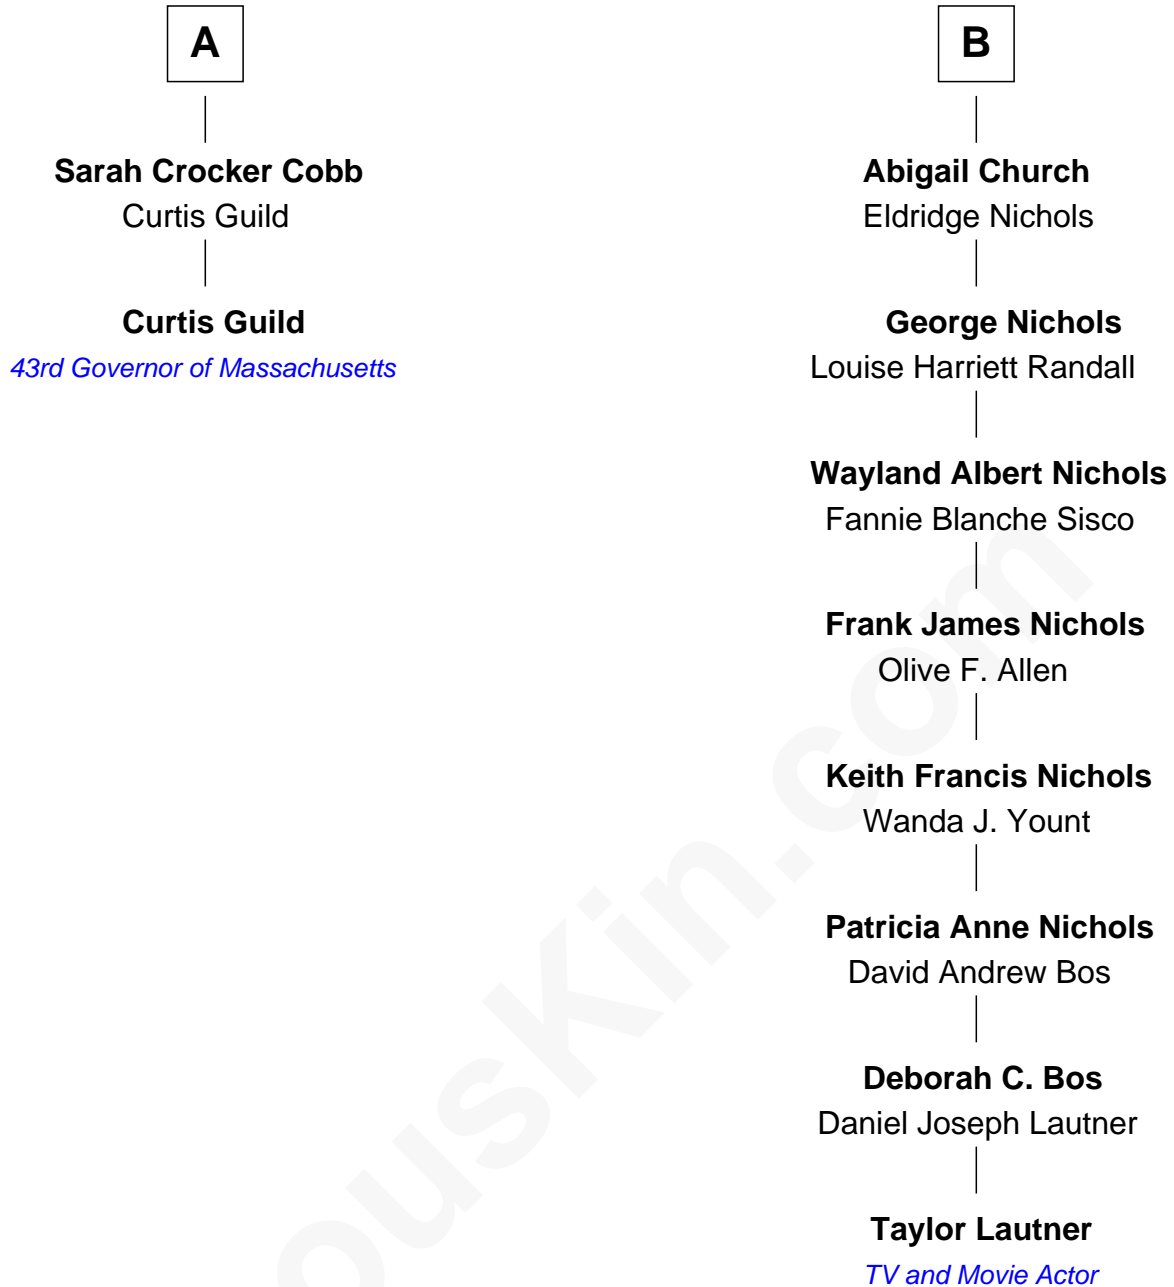 A
Sarah Crocker Cobb
Curtis Guild
Curtis Guild
43rd Governor of Massachusetts
B
Abigail Church
Eldridge Nichols
George Nichols
Louise Harriett Randall
Wayland Albert Nichols
Fannie Blanche Sisco
Frank James Nichols
Olive F. Allen
Keith Francis Nichols
Wanda J. Yount
Patricia Anne Nichols
David Andrew Bos
Deborah C. Bos
Daniel Joseph Lautner
Taylor Lautner
TV and Movie Actor
ousKin.com